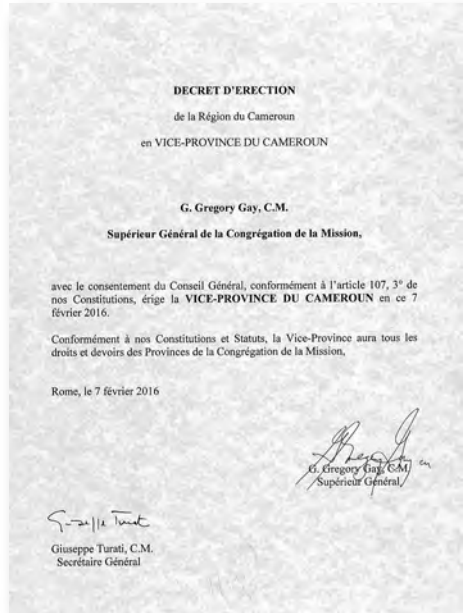 DECRET D'ERECTION
de la Région du Cameroun
en VICE-PROVINCE DU CAMEROUN
G. Gregory Gay, C.M.
Supérieur Général de la Congrégation de la Mission,
avec le consentement du Conseil Général, conformément à l'article 107, 3° de
nos Constitutions, érige la VICE-PROVINCE DU CAMEROUN en ce 7
février 2016.
Conformément à nos Constitutions et Statuts, la Vice-Province aura tous les
droits et devoirs des Provinces de la Congrégation de la Mission,
Rome, le 7 février 2016
G. Gregory Gay, C.M.
Supérieur Général,
Giuseppe Turati, C.M.
Secrétaire Général